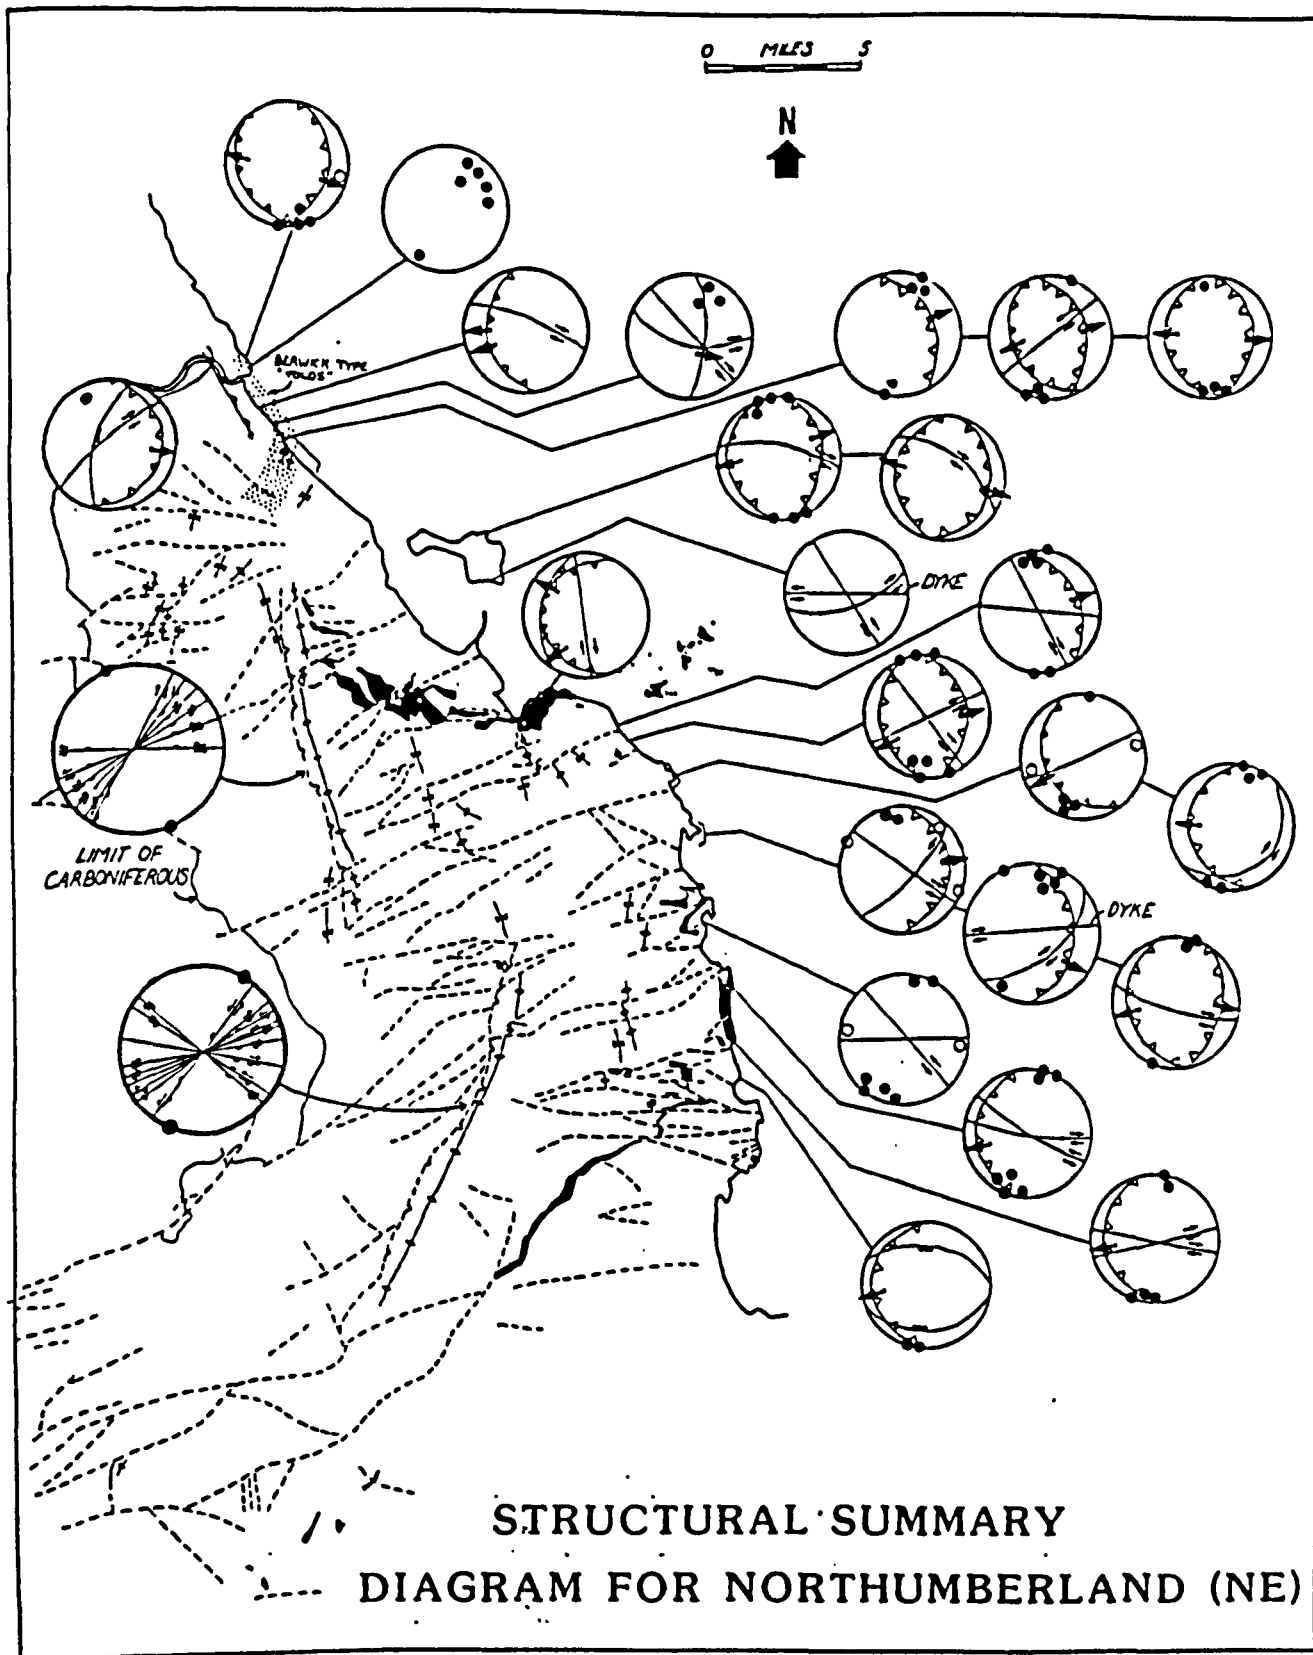 0 MILES 5
N
BERWICK TYPE
"FOLDS"
DYKE
LIMIT OF
CARBONIFEROUS
DYKE
STRUCTURAL SUMMARY
DIAGRAM FOR NORTHUMBERLAND (NE)